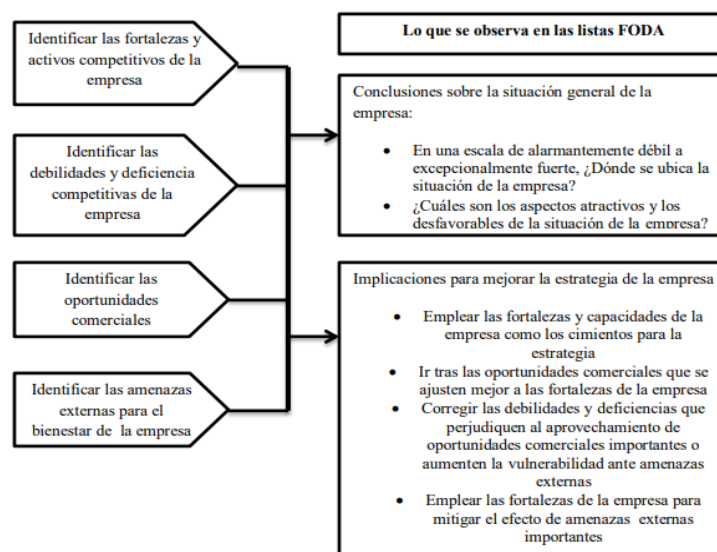 Identificar las fortalezas y
activos competitivos de la
empresa
Identificar las
debilidades y deficiencia
competitivas de la
empresa
Identificar las
oportunidades
comerciales
Identificar las amenazas
externas para el
bienestar de la empresa
Lo que se observa en las listas FODA
Conclusiones sobre la situación general de la
empresa:
• En una escala de alarmantemente débil a
excepcionalmente fuerte, ¿Dónde se ubica la
situación de la empresa?
• ¿Cuáles son los aspectos atractivos y los
desfavorables de la situación de la empresa?
Implicaciones para mejorar la estrategia de la empresa
• Emplear las fortalezas y capacidades de la
empresa como los cimientos para la
estrategia
• Ir tras las oportunidades comerciales que se
ajusten mejor a las fortalezas de la empresa
• Corregir las debilidades y deficiencias que
perjudiquen al aprovechamiento de
oportunidades comerciales importantes o
aumenten la vulnerabilidad ante amenazas
externas
• Emplear las fortalezas de la empresa para
mitigar el efecto de amenazas externas
importantes